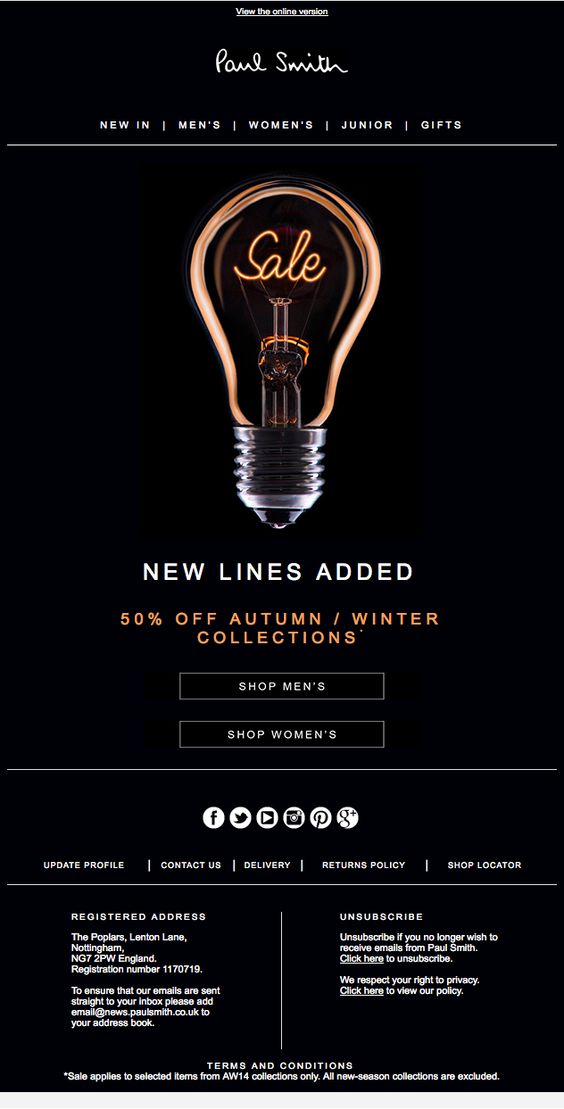 View the online version
Paul Smith
NEW IN | MEN'S | WOMEN'S | JUNIOR | GIFTS
Sale
NEW LINES ADDED
50% OFF AUTUMN / WINTER
COLLECTIONS*
SHOP MEN'S
SHOP WOMEN'S
UPDATE PROFILE | CONTACT US | DELIVERY | RETURNS POLICY | SHOP LOCATOR
REGISTERED ADDRESS
The Poplars, Lenton Lane,
Nottingham,
NG7 2PW England.
Registration number 1170719.
To ensure that our emails are sent
straight to your inbox please add
email@news.paulsmith.co.uk to
your address book.
UNSUBSCRIBE
Unsubscribe if you no longer wish to
receive emails from Paul Smith.
Click here to unsubscribe.
We respect your right to privacy.
Click here to view our policy.
TERMS AND CONDITIONS
*Sale applies to selected items from AW14 collections only. All new-season collections are excluded.